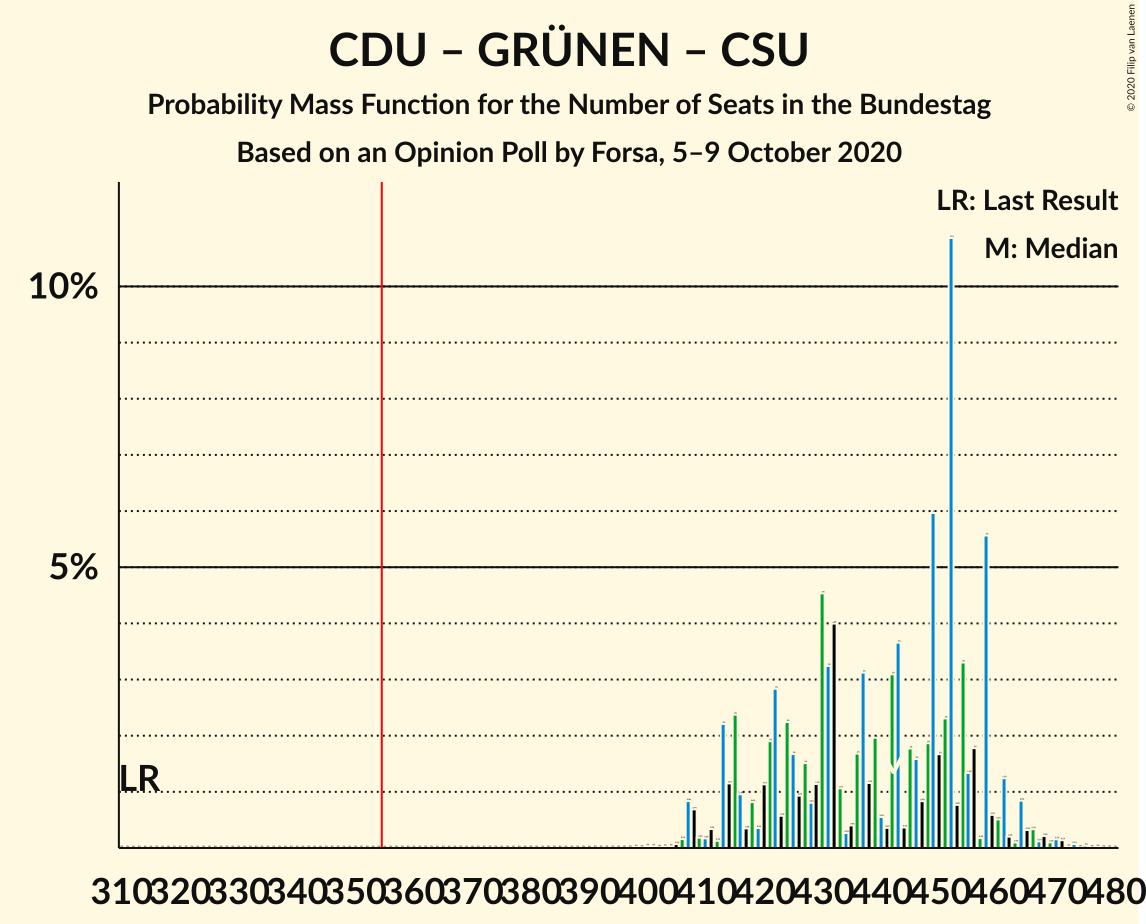 CDU – GRÜNEN – CSU
Probability Mass Function for the Number of Seats in the Bundestag
Based on an Opinion Poll by Forsa, 5–9 October 2020
© 2020 Filip van Laenen
LR: Last Result
M: Median
10%
5%
LR
310 320 330 340 350 360 370 380 390 400 410 420 430 440 450 460 470 480